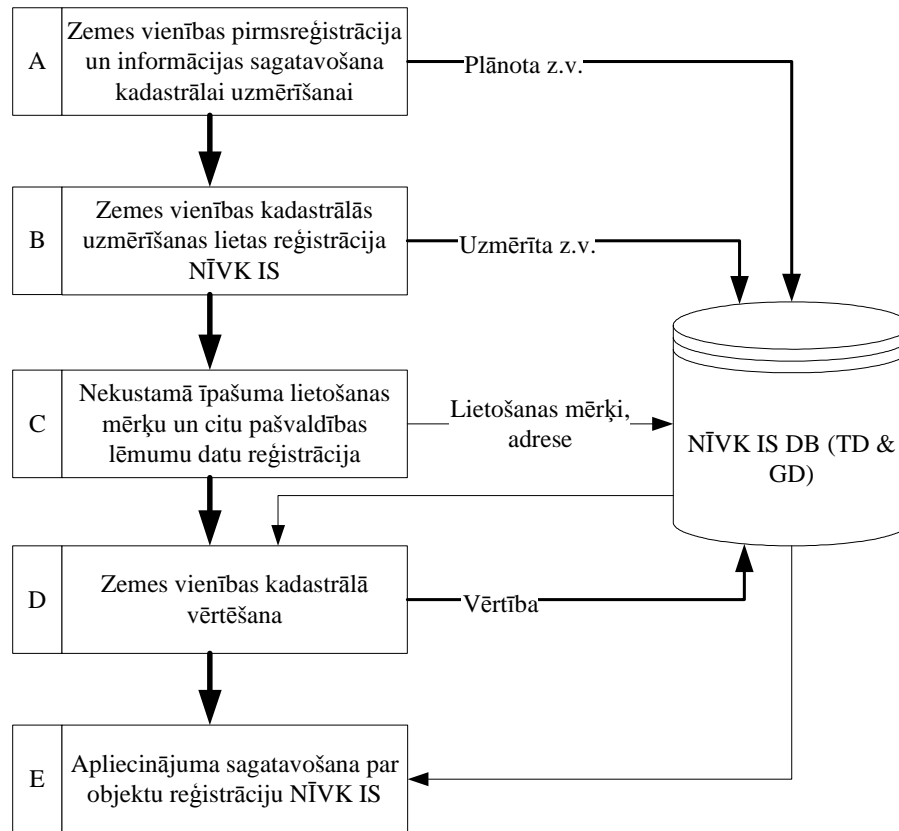 A
Zemes vienības pirmsreģistrācija
un informācijas sagatavošana
kadastrālai uzmērīšanai
Plānota z.v.
B
Zemes vienības kadastrālās
uzmērīšanas lietas reģistrācija
NĪVK IS
Uzmērīta z.v.
C
Nekustamā īpašuma lietošanas
mērķu un citu pašvaldības
lēmumu datu reģistrācija
Lietošanas mērķi,
adrese
NĪVK IS DB (TD &
GD)
D
Zemes vienības kadastrālā
vērtēšana
Vērtība
E
Apliecinājuma sagatavošana par
objektu reģistrāciju NĪVK IS